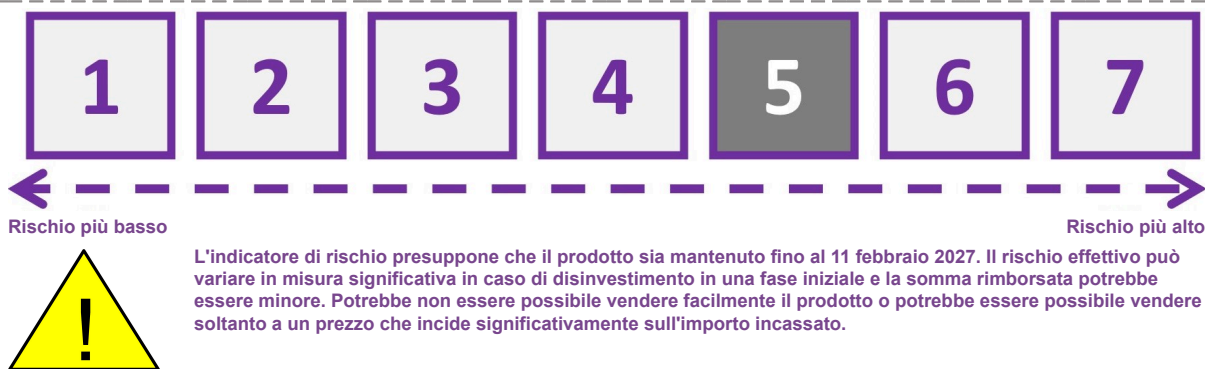 1 2 3 4 5 6 7
Rischio più basso Rischio più alto
L'indicatore di rischio presuppone che il prodotto sia mantenuto fino al 11 febbraio 2027. Il rischio effettivo può
variare in misura significativa in caso di disinvestimento in una fase iniziale e la somma rimborsata potrebbe
essere minore. Potrebbe non essere possibile vendere facilmente il prodotto o potrebbe essere possibile vendere
soltanto a un prezzo che incide significativamente sull'importo incassato.
!